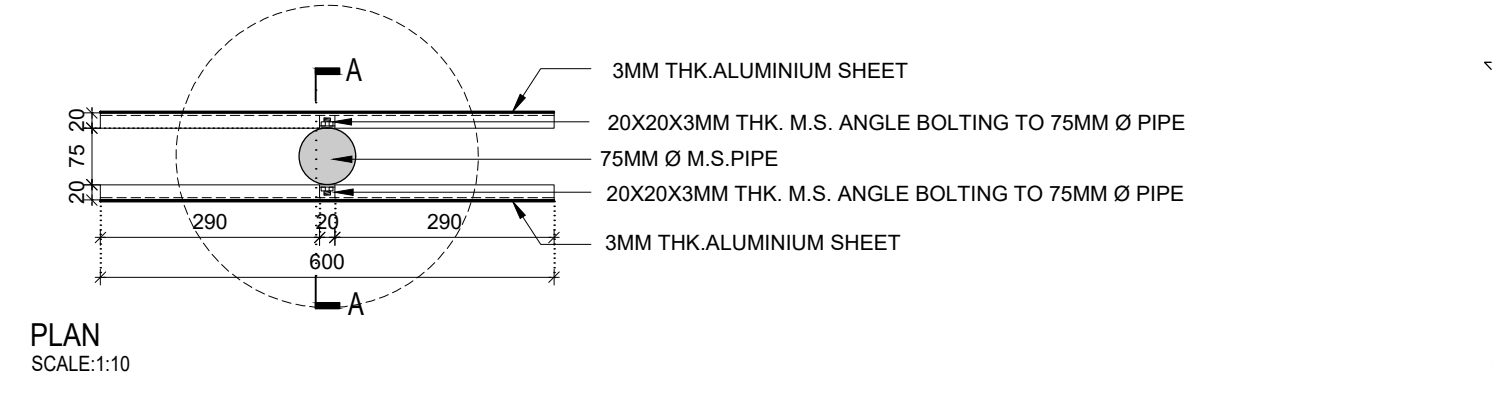 A
3MM THK.ALUMINIUM SHEET
20
20X20X3MM THK. M.S. ANGLE BOLTING TO 75MM Ø PIPE
75
75MM Ø M.S.PIPE
20
20X20X3MM THK. M.S. ANGLE BOLTING TO 75MM Ø PIPE
290 20 290
3MM THK.ALUMINIUM SHEET
600
A
PLAN
SCALE:1:10